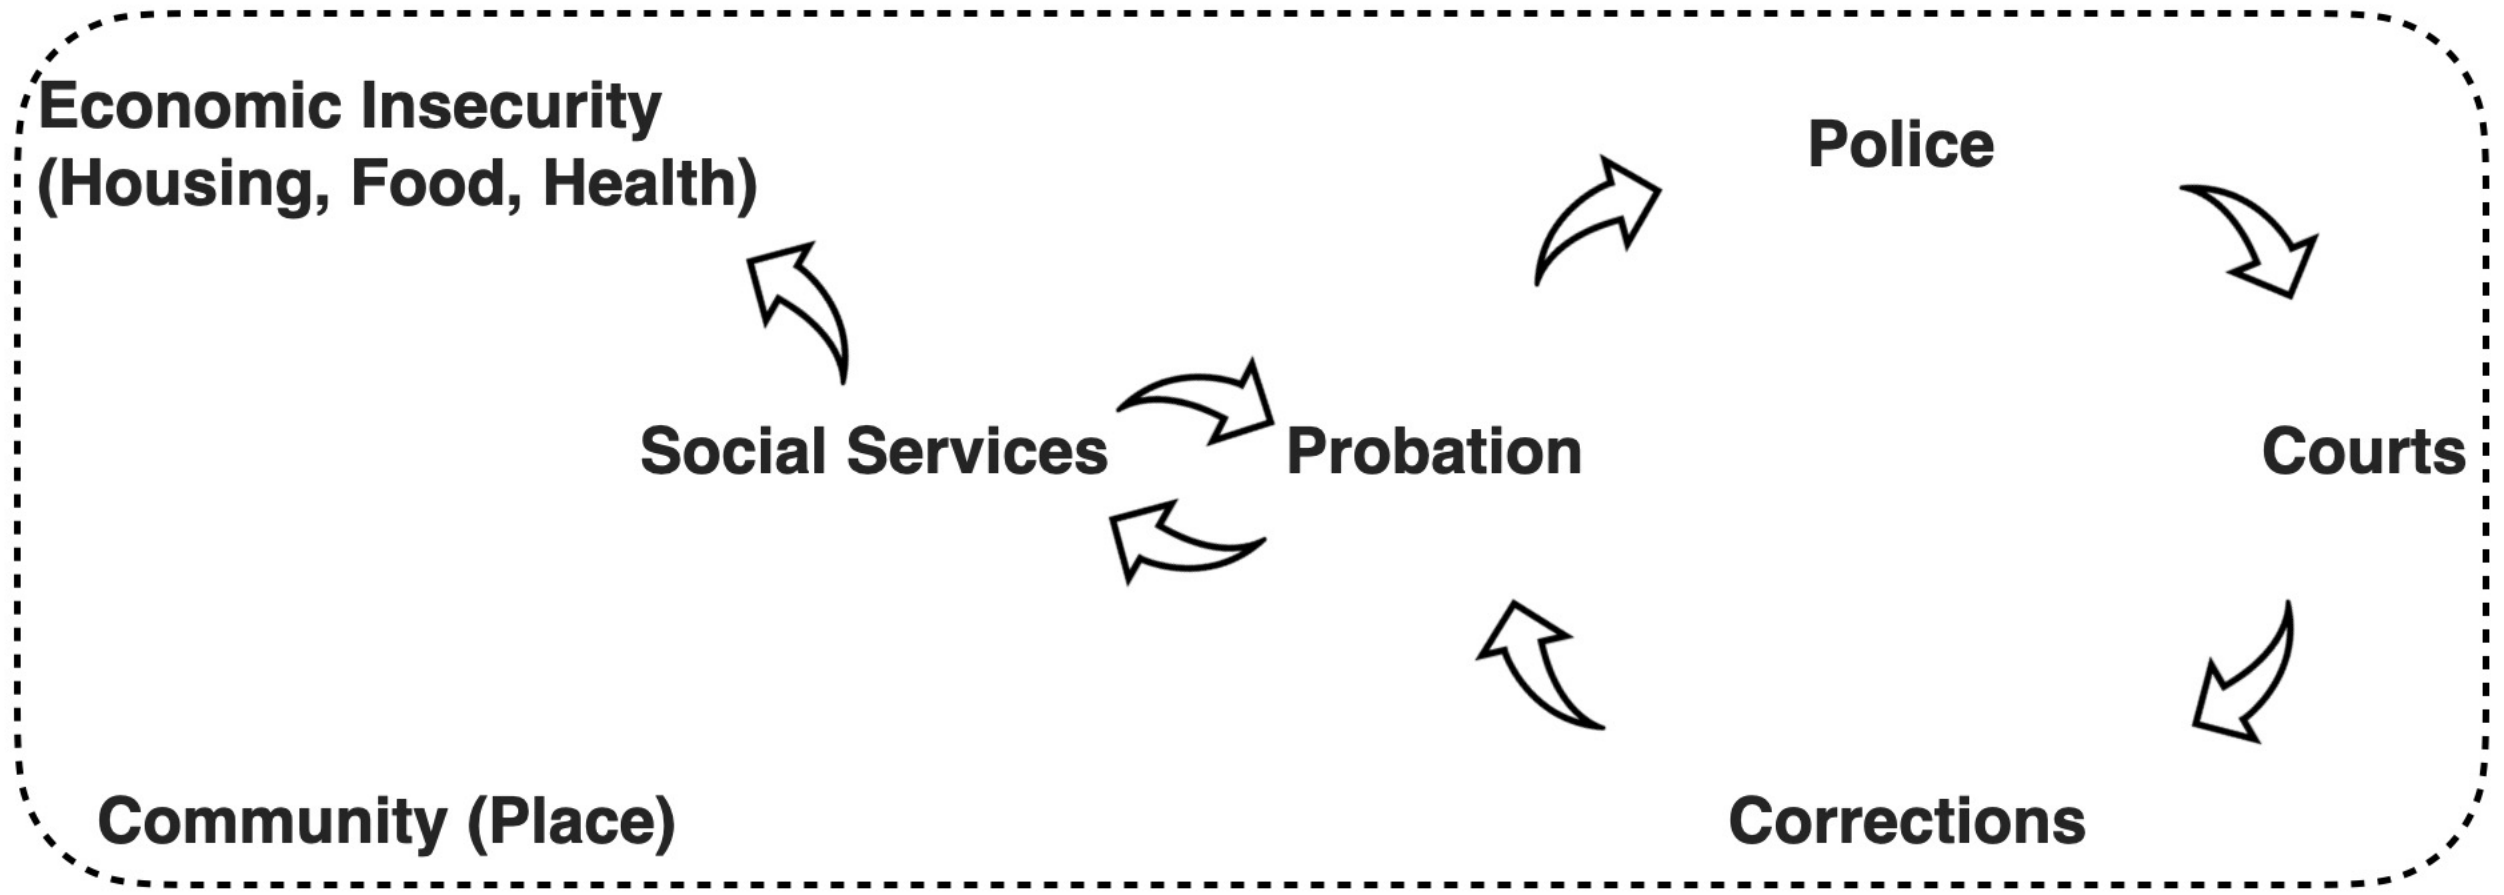 Economic Insecurity
(Housing, Food, Health)
Police
Social Services
Probation
Courts
Community (Place)
Corrections